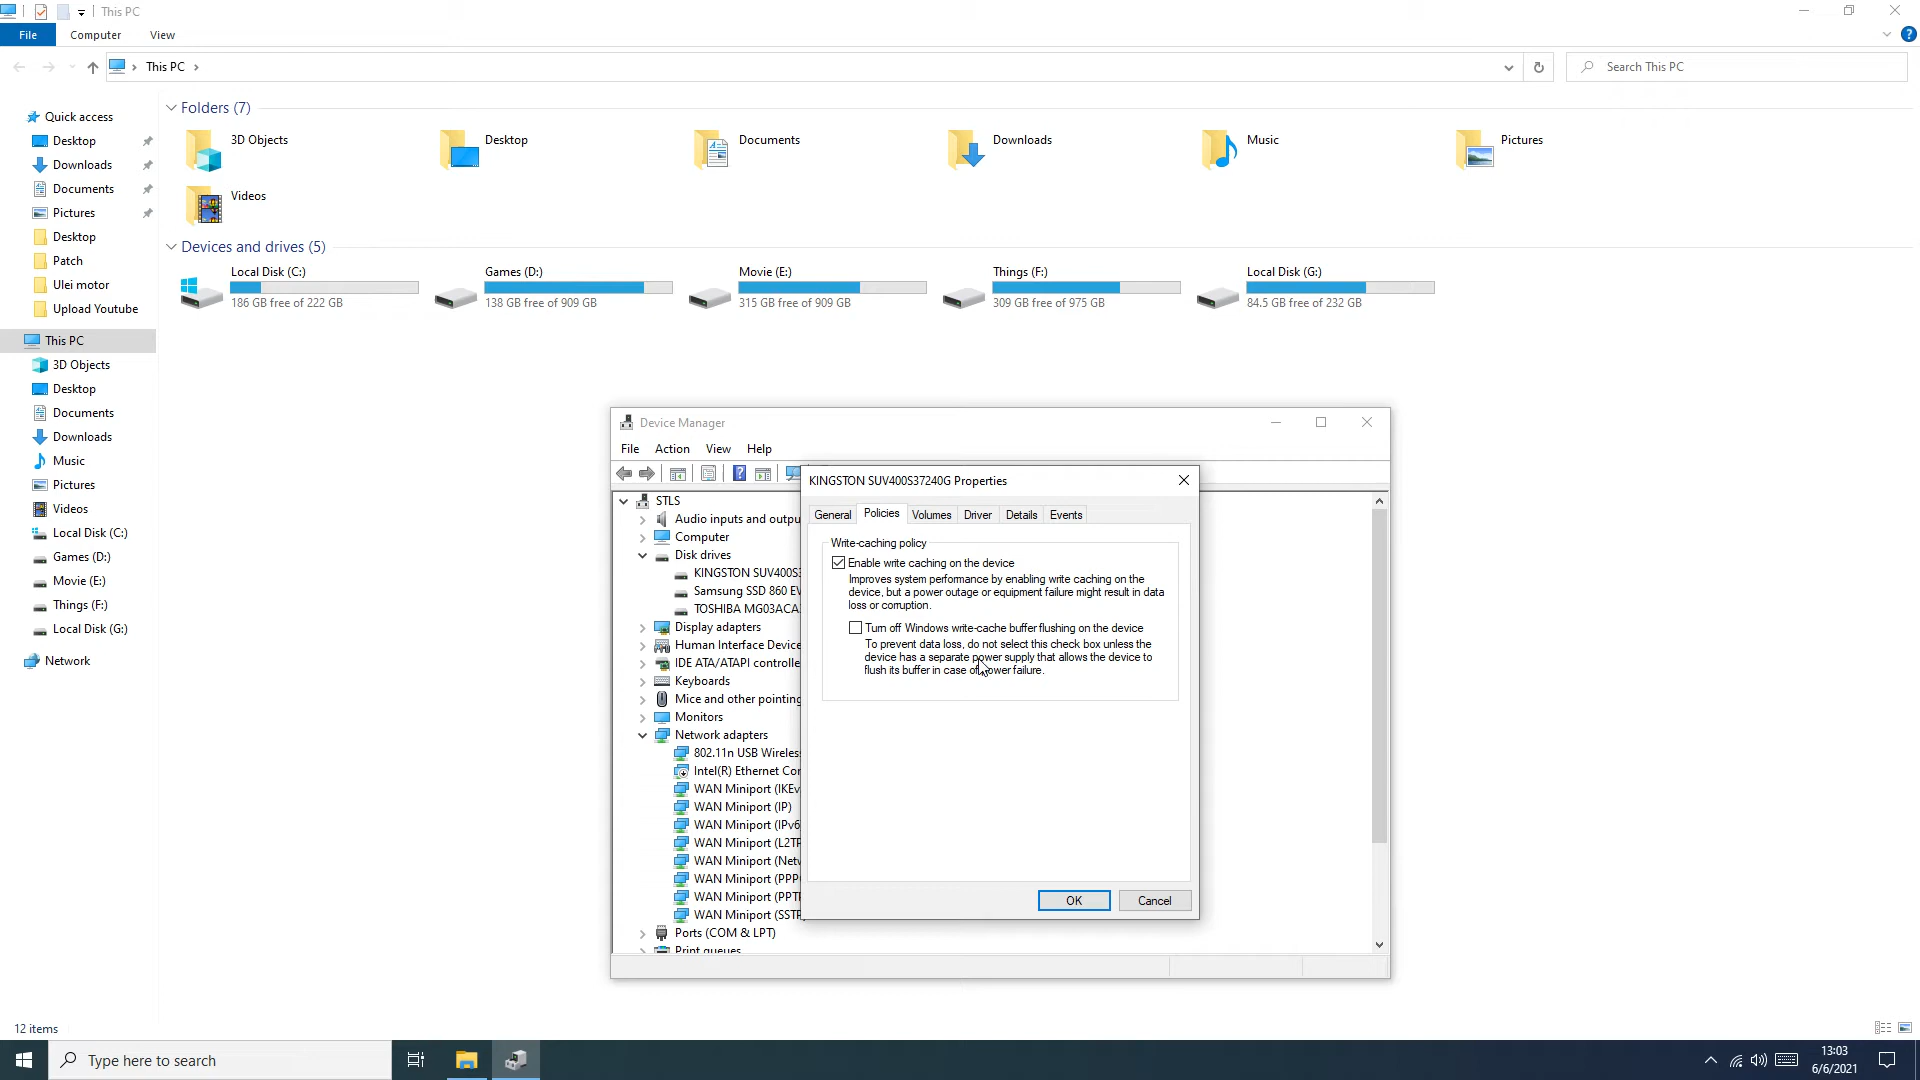 This PC
File
Computer
View
This PC
Search This PC
Quick access
Desktop
Downloads
Documents
Pictures
Desktop
Patch
Ulei motor
Upload Youtube
This PC
3D Objects
Desktop
Documents
Downloads
Music
Pictures
Videos
Local Disk (C:)
Games (D:)
Movie (E:)
Things (F:)
Local Disk (G:)
Network
Folders (7)
3D Objects
Desktop
Documents
Downloads
Music
Pictures
Videos
Devices and drives (5)
Local Disk (C:)
186 GB free of 222 GB
Games (D:)
138 GB free of 909 GB
Movie (E:)
315 GB free of 909 GB
Things (F:)
309 GB free of 975 GB
Local Disk (G:)
84.5 GB free of 232 GB
Device Manager
File Action View Help
STLS
Audio inputs and outpu
Computer
Disk drives
KINGSTON SUV400S3
Samsung SSD 860 EV
TOSHIBA MG03ACA
Display adapters
Human Interface Device
IDE ATA/ATAPI controlle
Keyboards
Mice and other pointing
Monitors
Network adapters
802.11n USB Wireles
Intel(R) Ethernet Cor
WAN Miniport (IKEv
WAN Miniport (IP)
WAN Miniport (IPv6
WAN Miniport (L2TP
WAN Miniport (Netw
WAN Miniport (PPP
WAN Miniport (PPTP
WAN Miniport (SSTP
Ports (COM & LPT)
Print queues
KINGSTON SUV400S37240G Properties
General Policies Volumes Driver Details Events
Write-caching policy
Enable write caching on the device
Improves system performance by enabling write caching on the
device, but a power outage or equipment failure might result in data
loss or corruption.
Turn off Windows write-cache buffer flushing on the device
To prevent data loss, do not select this check box unless the
device has a separate power supply that allows the device to
flush its buffer in case of power failure.
OK
Cancel
12 items
Type here to search
13:03
6/6/2021